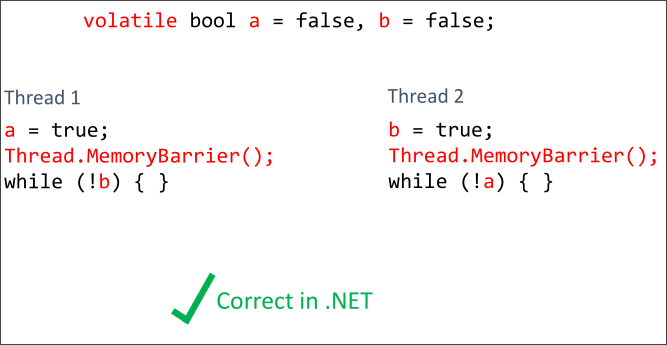 volatile bool a = false, b = false;
Thread 1
a = true;
Thread.MemoryBarrier();
while (!b) { }
Thread 2
b = true;
Thread.MemoryBarrier();
while (!a) { }
Correct in .NET